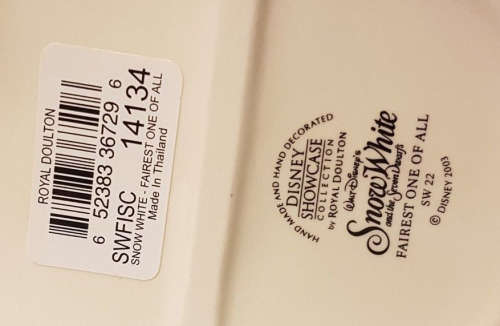 ROYAL DOULTON
6 52383 36729 6
SWFISC 14134
SNOW WHITE - FAIREST ONE OF ALL
Made In Thailand
HAND MADE AND HAND DECORATED
DISNEY
SHOWCASE
COLLECTION
by ROYAL DOULTON
Walt Disney's
Snow White
and the Seven Dwarfs
FAIREST ONE OF ALL
SW 22
© DISNEY 2003